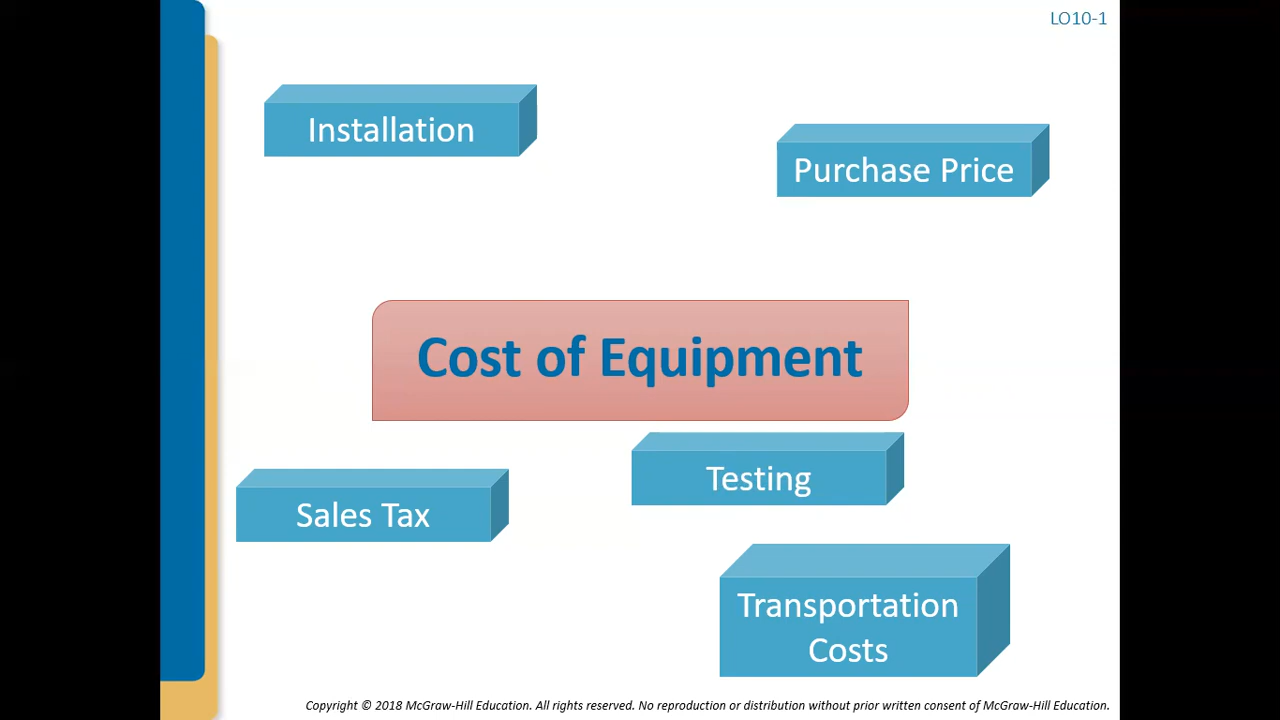 LO10-1
Installation
Purchase Price
Cost of Equipment
Testing
Sales Tax
Transportation
Costs
Copyright © 2018 McGraw-Hill Education. All rights reserved. No reproduction or distribution without prior written consent of McGraw-Hill Education.